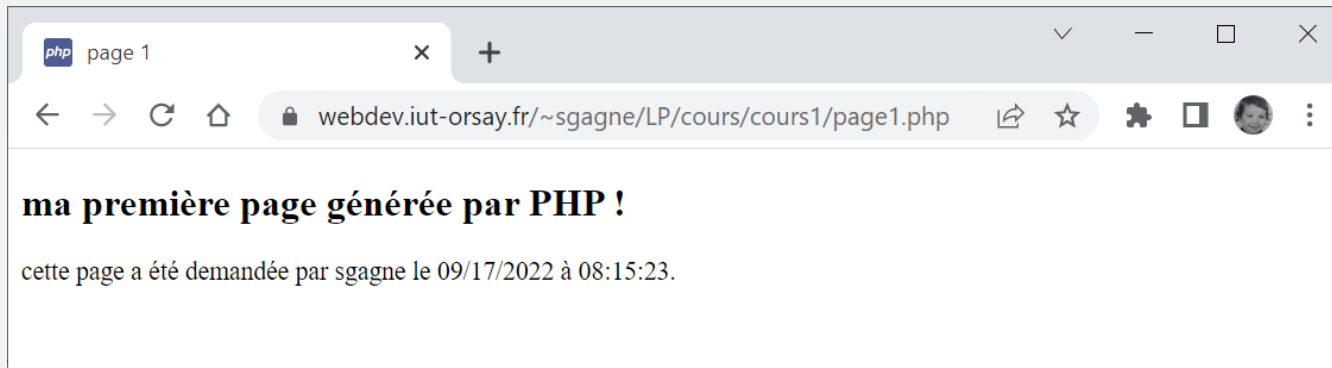 php page 1
webdev.iut-orsay.fr/~sgagne/LP/cours/cours1/page1.php
ma première page générée par PHP !
cette page a été demandée par sgagne le 09/17/2022 à 08:15:23.